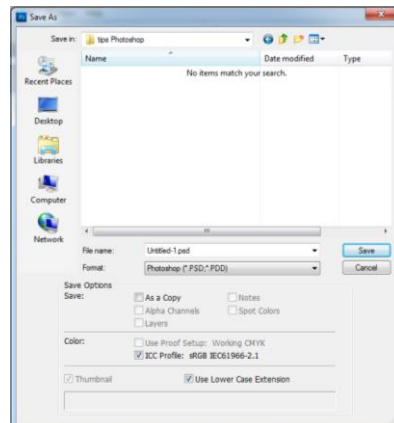 Save As
Save in: tips Photoshop
Name Date modified Type
No items match your search.
Recent Places
Desktop
Libraries
Computer
Network
File name: Untitled-1.psd Save
Format: Photoshop (*.PSD;*.PDD) Cancel
Save Options
Save: As a Copy Notes
Alpha Channels Spot Colors
Layers
Color: Use Proof Setup: Working CMYK
ICC Profile: sRGB IEC61966-2.1
Thumbnail Use Lower Case Extension